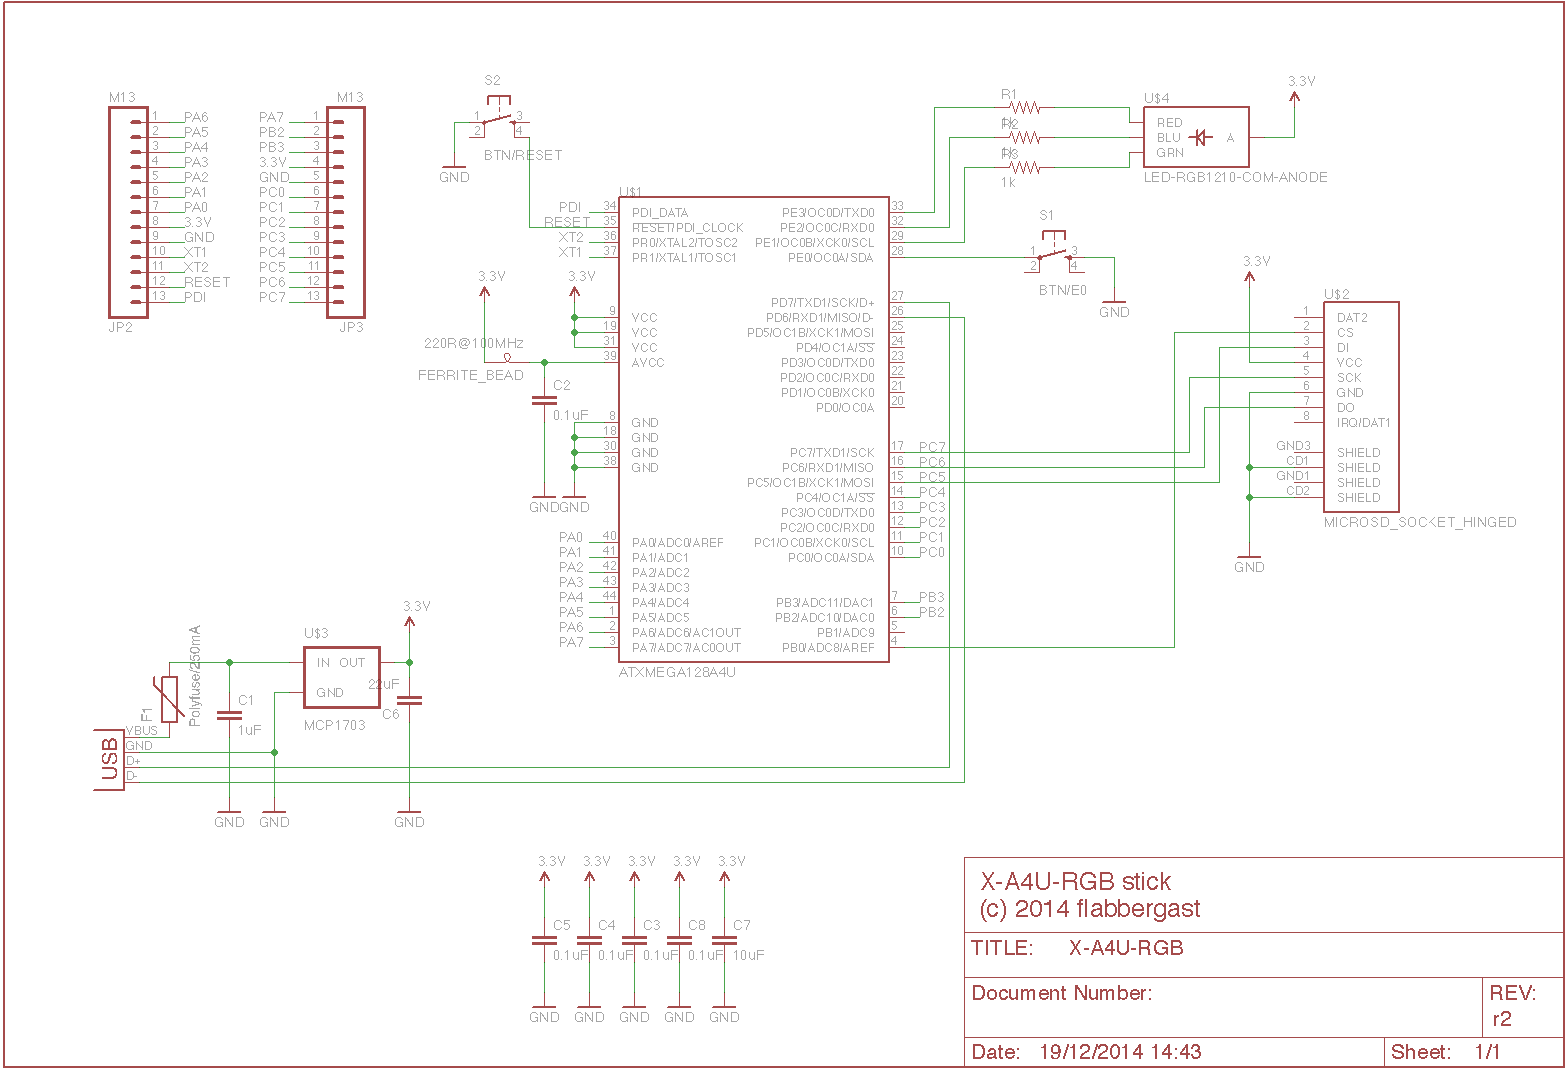 M13
1 PA6
2 PA5
3 PA4
4 PA3
5 PA2
6 PA1
7 PA0
8 3.3V
9 GND
10 XT1
11 XT2
12 RESET
13 PDI
JP2
M13
PA7 1
PB2 2
PB3 3
3.3V 4
GND 5
PC0 6
PC1 7
PC2 8
PC3 9
PC4 10
PC5 11
PC6 12
PC7 13
JP3
S2
1 3
2 4
BTN/RESET
GND
R1
1k
R2
1k
R3
1k
U$4
RED
BLU A
GRN
LED-RGB1210-COM-ANODE
3.3V
S1
1 3
2 4
BTN/E0
GND
U$1
PDI 34 PDI_DATA
RESET 35 RESET/PDI_CLOCK
XT2 36 PR0/XTAL2/TOSC2
XT1 37 PR1/XTAL1/TOSC1
3.3V
3.3V
9 VCC
19 VCC
31 VCC
39 AVCC
220R@100MHz
FERRITE_BEAD
C2
0.1uF
8 GND
18 GND
30 GND
38 GND
GND
GND
PA0 40 PA0/ADC0/AREF
PA1 41 PA1/ADC1
PA2 42 PA2/ADC2
PA3 43 PA3/ADC3
PA4 44 PA4/ADC4
PA5 1 PA5/ADC5
PA6 2 PA6/ADC6/AC1OUT
PA7 3 PA7/ADC7/AC0OUT
PE3/OC0D/TXD0 33
PE2/OC0C/RXD0 32
PE1/OC0B/XCK0/SCL 29
PE0/OC0A/SDA 28
PD7/TXD1/SCK/D+ 27
PD6/RXD1/MISO/D- 26
PD5/OC1B/XCK1/MOSI 25
PD4/OC1A/SS 24
PD3/OC0D/TXD0 23
PD2/OC0C/RXD0 22
PD1/OC0B/XCK0 21
PD0/OC0A 20
PC7/TXD1/SCK 17 PC7
PC6/RXD1/MISO 16 PC6
PC5/OC1B/XCK1/MOSI 15 PC5
PC4/OC1A/SS 14 PC4
PC3/OC0D/TXD0 13 PC3
PC2/OC0C/RXD0 12 PC2
PC1/OC0B/XCK0/SCL 11 PC1
PC0/OC0A/SDA 10 PC0
PB3/ADC11/DAC1 7 PB3
PB2/ADC10/DAC0 6 PB2
PB1/ADC9 5
PB0/ADC8/AREF 4
ATXMEGA128A4U
3.3V
U$2
1 DAT2
2 CS
3 DI
4 VCC
5 SCK
6 GND
7 DO
8 IRQ/DAT1
GND3 SHIELD
CD1 SHIELD
GND1 SHIELD
CD2 SHIELD
MICROSD_SOCKET_HINGED
GND
3.3V
U$3
IN OUT
GND
MCP1703
22uF
C6
Polyfuse/250mA
F1
C1
1uF
USB
VBUS
GND
D+
D-
GND
GND
GND
3.3V 3.3V 3.3V 3.3V 3.3V
C5 C4 C3 C8 C7
0.1uF 0.1uF 0.1uF 0.1uF 10uF
GND GND GND GND GND
X-A4U-RGB stick
(c) 2014 flabbergast
TITLE: X-A4U-RGB
Document Number:
REV:
r2
Date: 19/12/2014 14:43
Sheet: 1/1